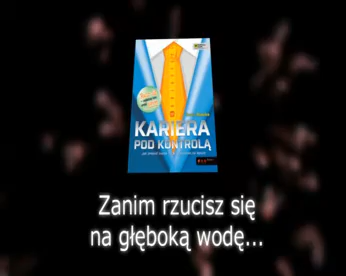 KARIERA
POD KONTROLĄ
Zanim rzucisz się
na głęboką wodę...